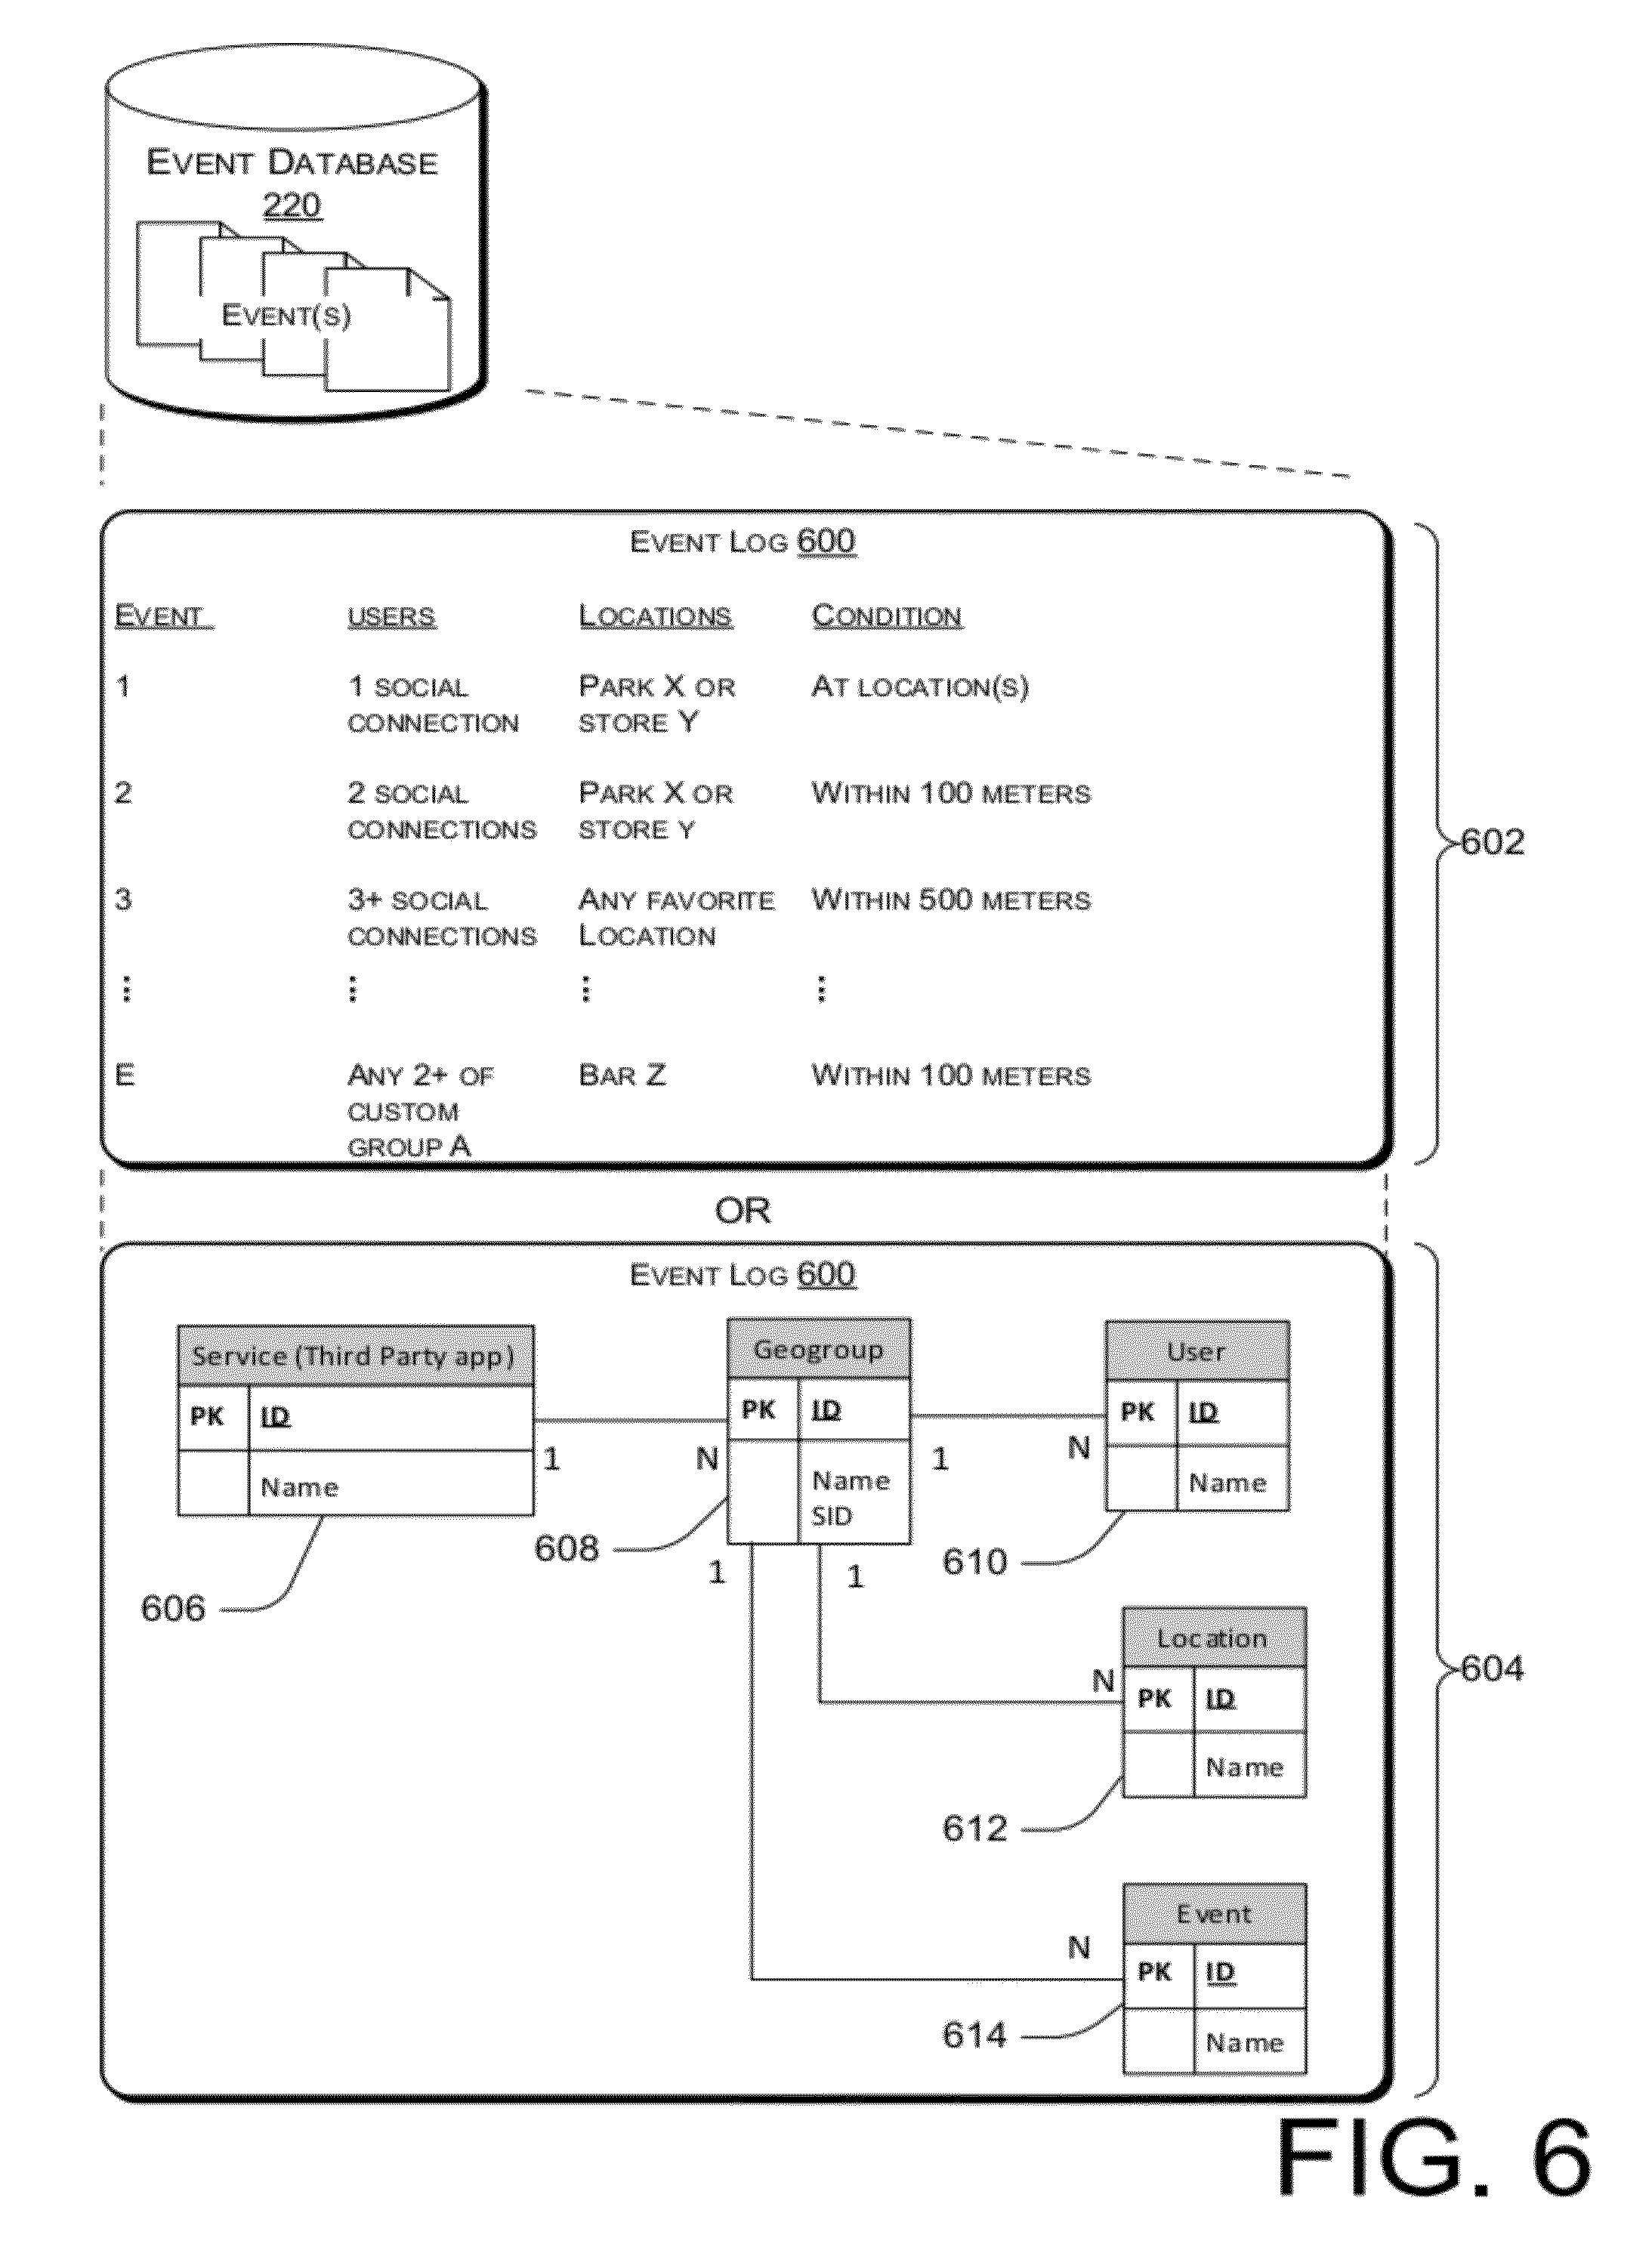 EVENT DATABASE
220
EVENT(S)
EVENT LOG 600
EVENT USERS LOCATIONS CONDITION
1 1 SOCIAL CONNECTION PARK X OR STORE Y AT LOCATION(S)
2 2 SOCIAL CONNECTIONS PARK X OR STORE Y WITHIN 100 METERS
3 3+ SOCIAL CONNECTIONS ANY FAVORITE LOCATION WITHIN 500 METERS
⋮ ⋮ ⋮ ⋮
E ANY 2+ OF CUSTOM GROUP A BAR Z WITHIN 100 METERS
602
OR
EVENT LOG 600
Service (Third Party app)
PK ID
Name
1 N
606
Geogroup
PK ID
Name
SID
608
1 N
1 1
User
PK ID
Name
610
Location
N
PK ID
Name
612
604
Event
N
PK ID
Name
614
FIG. 6